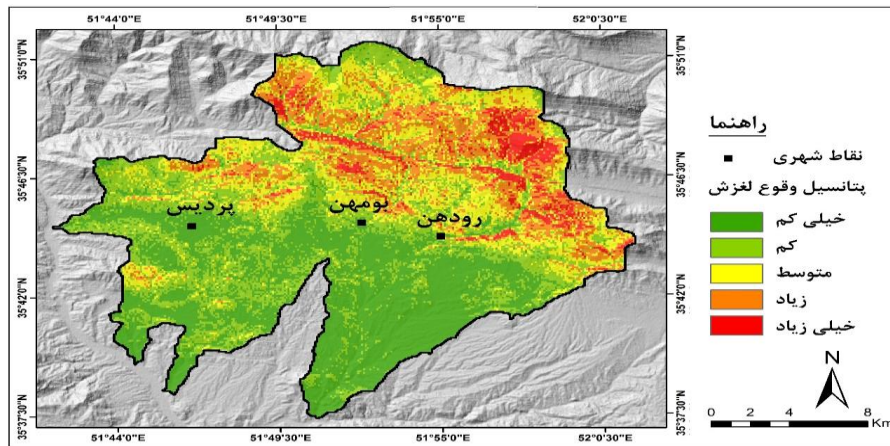 51°44'0"E 51°49'30"E 51°55'0"E 52°0'30"E
35°51'0"N 35°51'0"N
35°46'30"N 35°46'30"N
35°42'0"N 35°42'0"N
35°37'30"N 35°37'30"N
پردیس
بومهن
رودهن
51°44'0"E 51°49'30"E 51°55'0"E 52°0'30"E
راهنما
نقاط شهری
پتانسیل وقوع لغزش
خیلی کم
کم
متوسط
زیاد
خیلی زیاد
N
0 2 4 8
Km